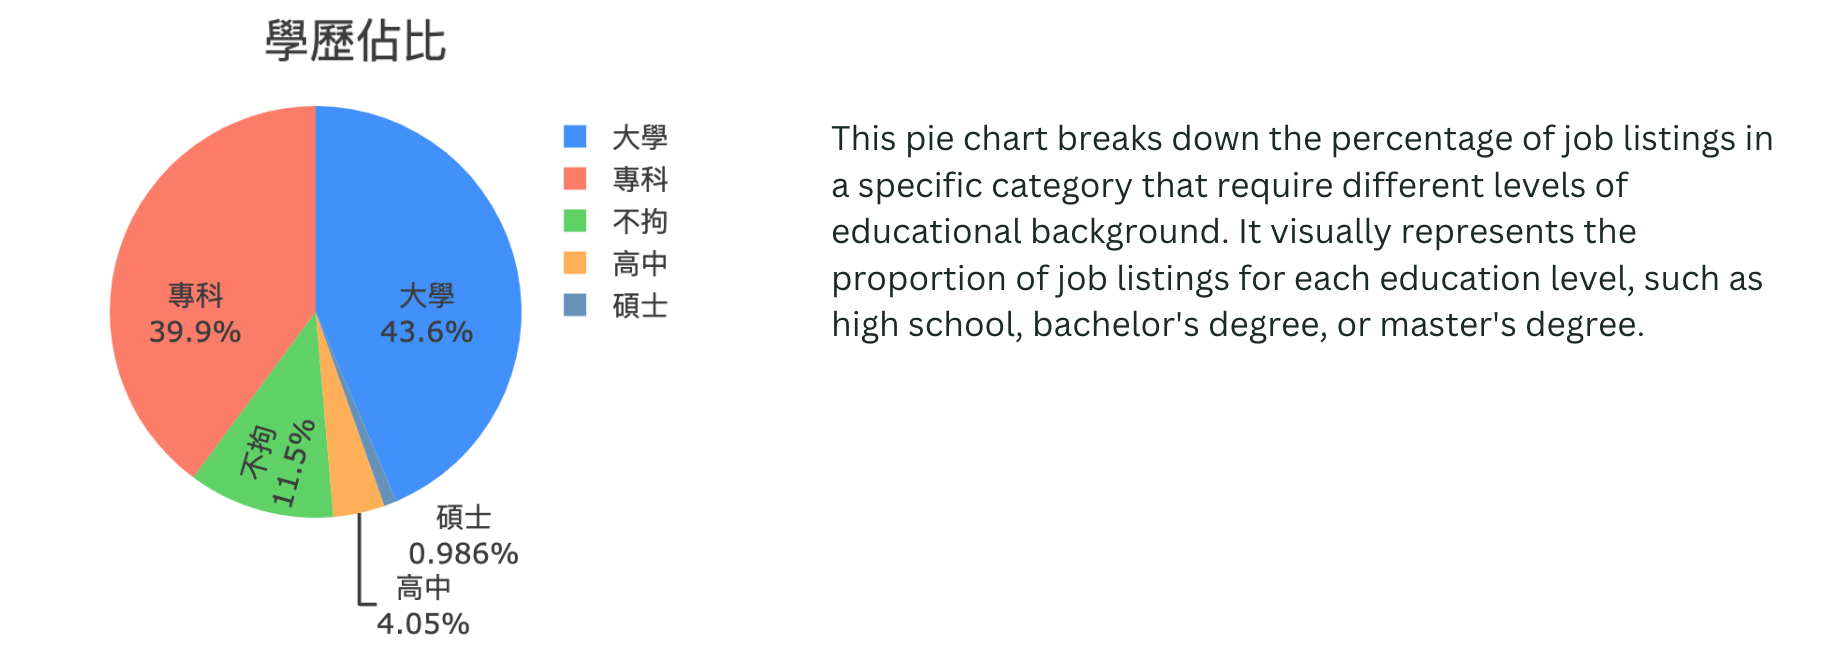 學歷佔比
大學
專科
不拘
高中
碩士
專科
39.9%
大學
43.6%
不拘
11.5%
碩士
0.986%
高中
4.05%
This pie chart breaks down the percentage of job listings in
a specific category that require different levels of
educational background. It visually represents the
proportion of job listings for each education level, such as
high school, bachelor's degree, or master's degree.